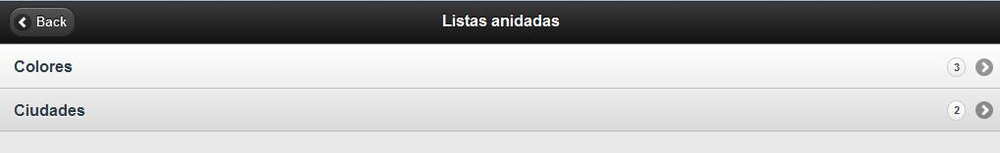 Back
Listas anidadas
Colores 3
Ciudades 2